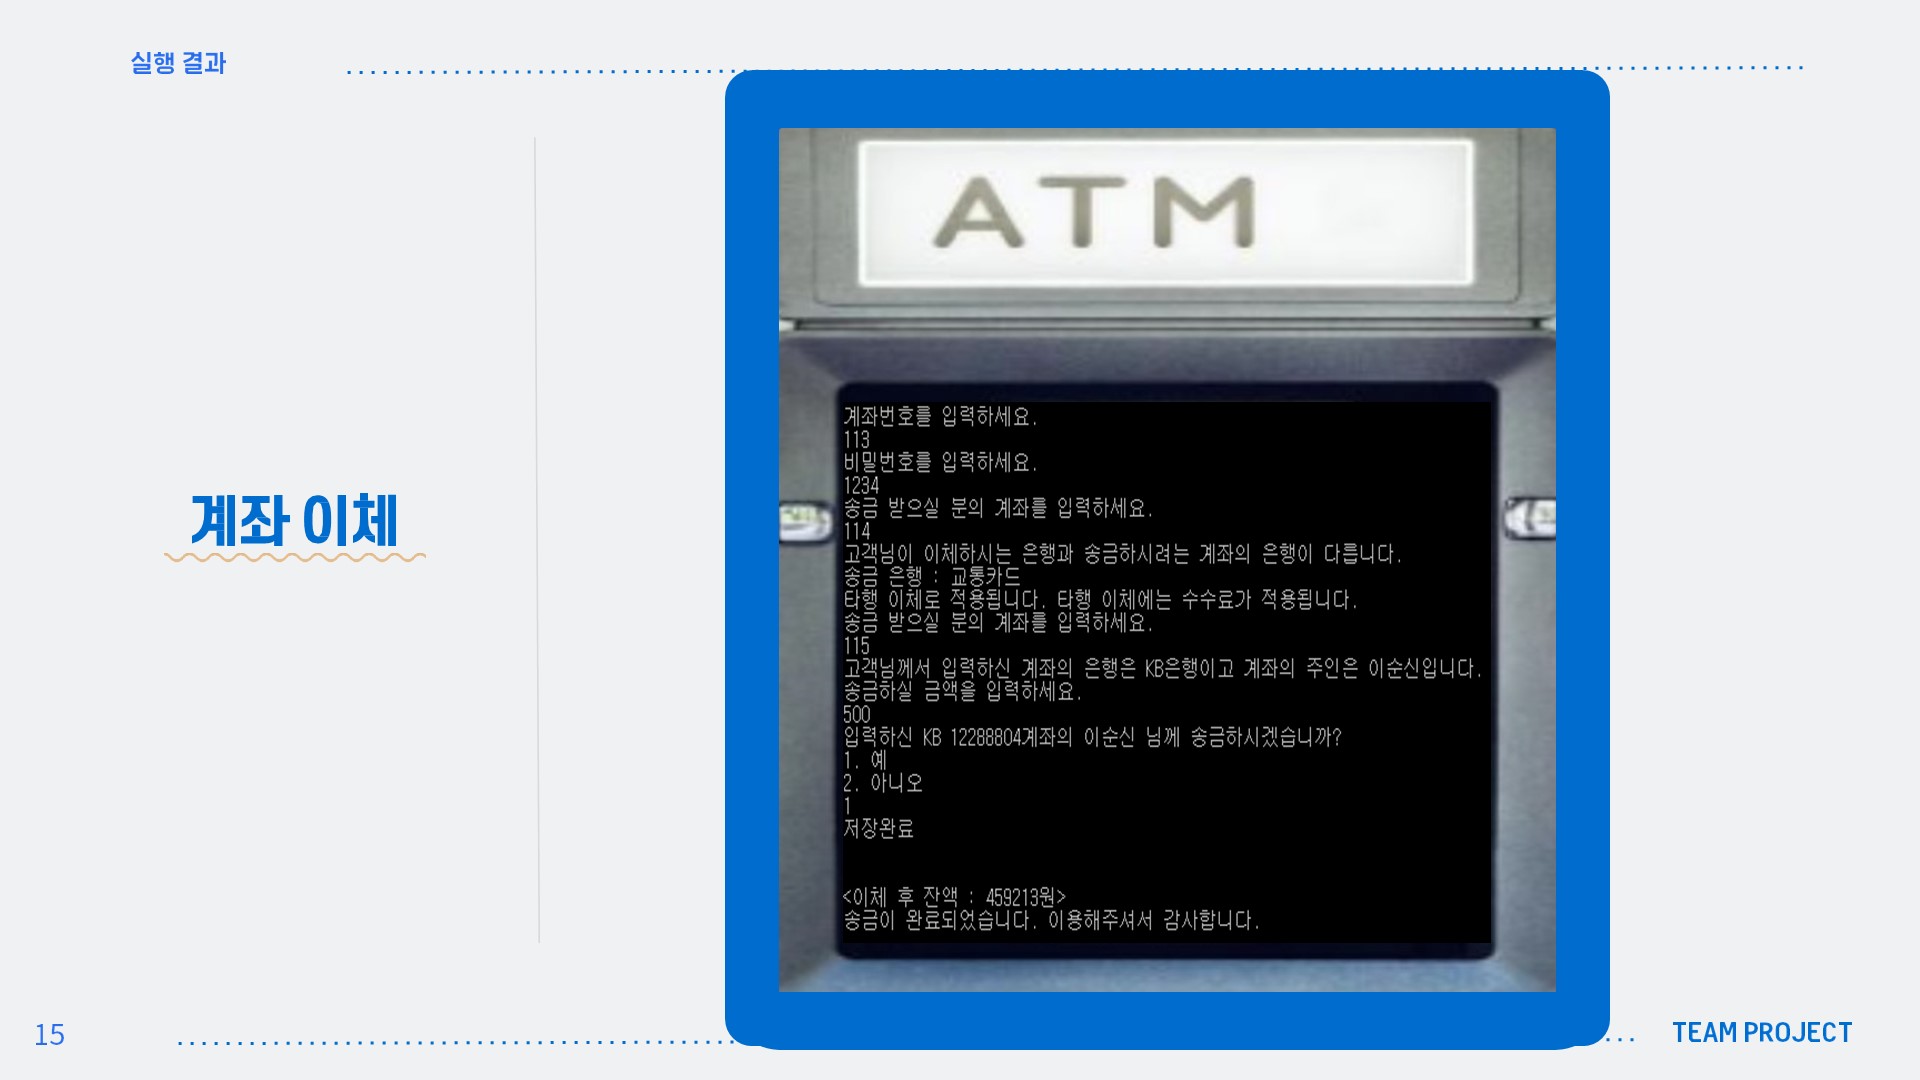 실행 결과
계좌 이체
ATM
계좌번호를 입력하세요.
113
비밀번호를 입력하세요.
1234
송금 받으실 분의 계좌를 입력하세요.
114
고객님이 이체하시는 은행과 송금하시려는 계좌의 은행이 다릅니다.
송금 은행 : 교통카드
타행 이체로 적용됩니다. 타행 이체에는 수수료가 적용됩니다.
송금 받으실 분의 계좌를 입력하세요.
115
고객님께서 입력하신 계좌의 은행은 KB은행이고 계좌의 주인은 이순신입니다.
송금하실 금액을 입력하세요.
500
입력하신 KB 12288804계좌의 이순신 님께 송금하시겠습니까?
1. 예
2. 아니오
1
저장완료
<이체 후 잔액 : 459213원>
송금이 완료되었습니다. 이용해주셔서 감사합니다.
15
TEAM PROJECT